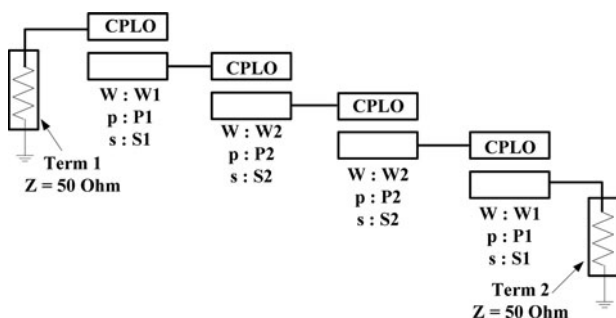 CPLO
CPLO
W : W1
p : P1
s : S1
CPLO
W : W2
p : P2
s : S2
CPLO
W : W2
p : P2
s : S2
W : W1
p : P1
s : S1
Term 1
Z = 50 Ohm
Term 2
Z = 50 Ohm